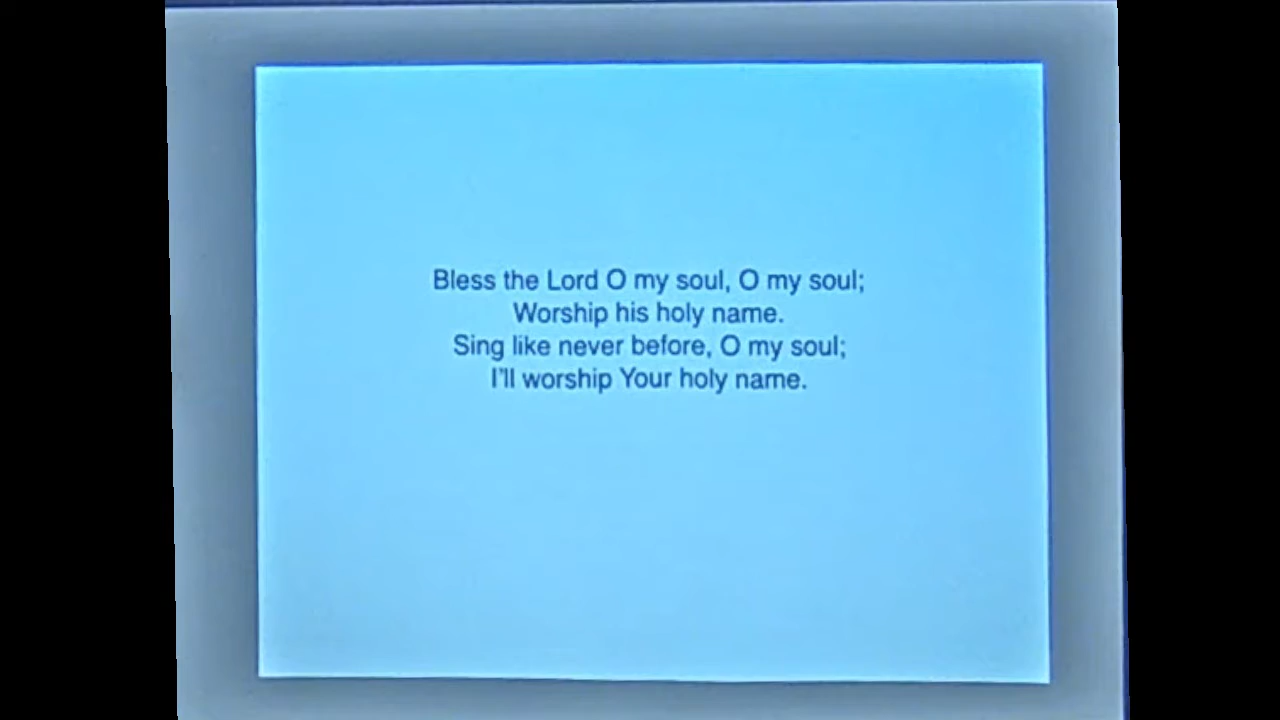 Bless the Lord O my soul, O my soul;
Worship his holy name.
Sing like never before, O my soul;
I'll worship Your holy name.